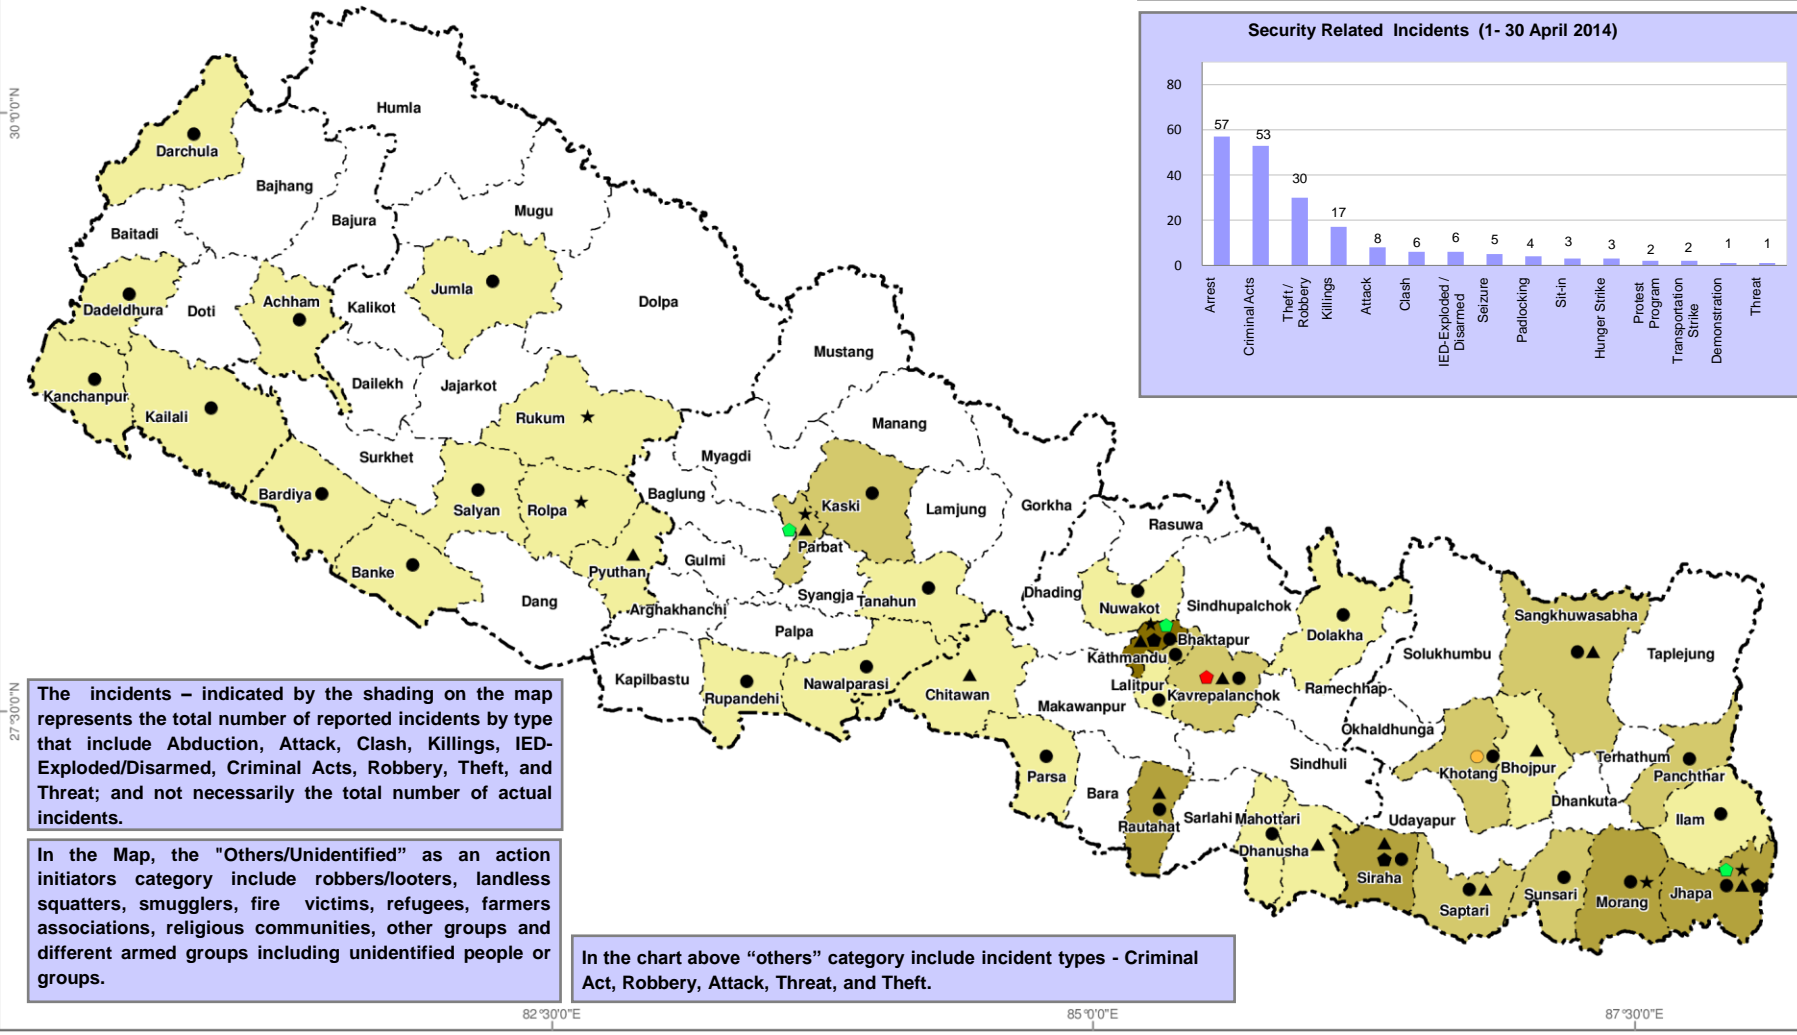 Security Related Incidents (1- 30 April 2014)
80
60
40
20
0
57
53
30
17
8
6
6
5
4
3
3
2
2
1
1
Arrest
Criminal Acts
Theft /
Robbery
Killings
Attack
Clash
IED-Exploded /
Disarmed
Seizure
Padlocking
Sit-in
Hunger Strike
Protest
Program
Transportation
Strike
Demonstration
Threat
30°0'0"N
27°30'0"N
Humla
Darchula
Bajhang
Bajura
Mugu
Baitadi
Jumla
Dadeldhura
Doti
Achham
Kalikot
Dolpa
Mustang
Kanchanpur
Kailali
Dailekh
Jajarkot
Rukum
Manang
Surkhet
Myagdi
Bardiya
Salyan
Rolpa
Baglung
Kaski
Lamjung
Gorkha
Rasuwa
Parbat
Banke
Pyuthan
Gulmi
Dang
Arghakhanchi
Syangja
Tanahun
Dhading
Nuwakot
Sindhupalchok
Sangkhuwasabha
Palpa
Dolakha
Bhaktapur
Kathmandu
Solukhumbu
Taplejung
Kapilbastu
Rupandehi
Nawalparasi
Chitawan
Lalitpur
Kavrepalanchok
Ramechhap
Makawanpur
Okhaldhunga
Parsa
Sindhuli
Khotang
Bhojpur
Terhathum
Panchthar
Bara
Dhankuta
Rautahat
Sarlahi
Mahottari
Udayapur
Ilam
Dhanusha
Siraha
Saptari
Sunsari
Morang
Jhapa
The incidents – indicated by the shading on the map
represents the total number of reported incidents by type
that include Abduction, Attack, Clash, Killings, IED-
Exploded/Disarmed, Criminal Acts, Robbery, Theft, and
Threat; and not necessarily the total number of actual
incidents.
In the Map, the "Others/Unidentified” as an action
initiators category include robbers/looters, landless
squatters, smugglers, fire victims, refugees, farmers
associations, religious communities, other groups and
different armed groups including unidentified people or
groups.
In the chart above “others” category include incident types - Criminal
Act, Robbery, Attack, Threat, and Theft.
82°30'0"E
85°0'0"E
87°30'0"E